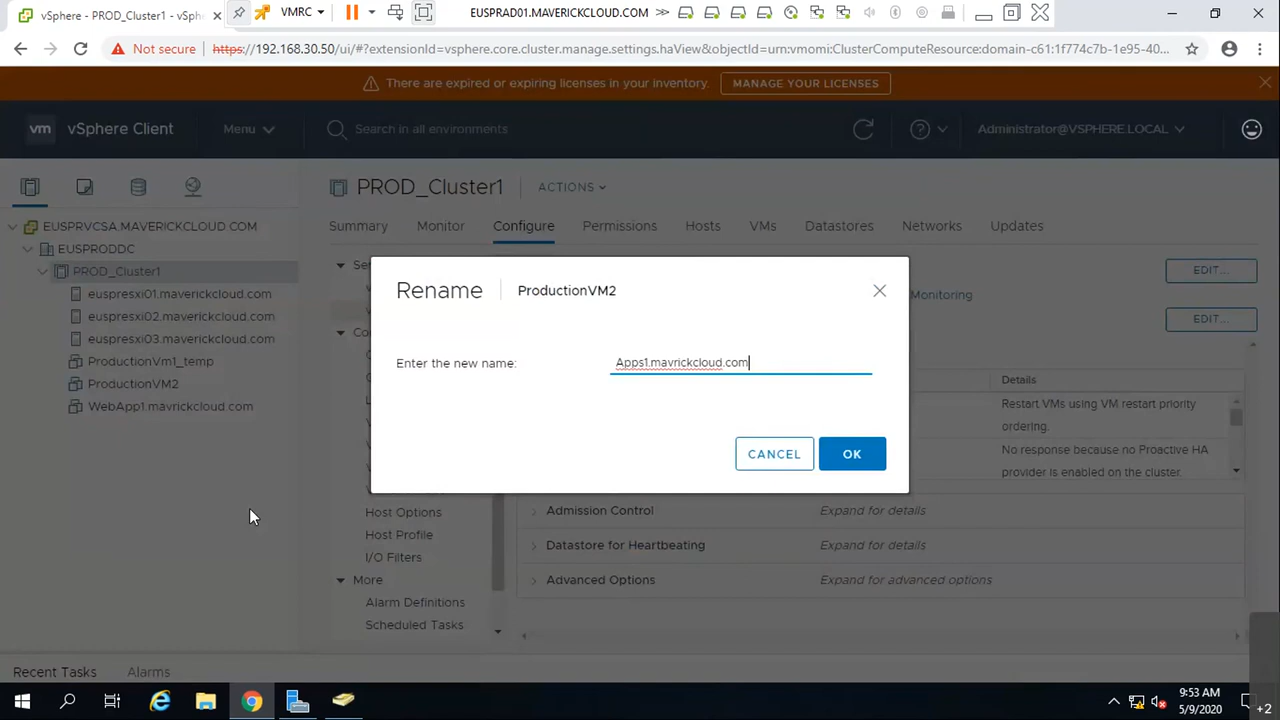 vSphere - PROD_Cluster1 - vSph
VMRC
EUSPRAD01.MAVERICKCLOUD.COM
Not secure
https://192.168.30.50/ui/#?extensionId=vsphere.core.cluster.manage.settings.haView&objectId=urn:vmomi:ClusterComputeResource:domain-c61:1f774c7b-1e95-40...
There are expired or expiring licenses in your inventory.
MANAGE YOUR LICENSES
vm
vSphere Client
Menu
Search in all environments
Administrator@VSPHERE.LOCAL
PROD_Cluster1
ACTIONS
EUSPRVCSA.MAVERICKCLOUD.COM
EUSPRODDC
PROD_Cluster1
euspresxi01.maverickcloud.com
euspresxi02.maverickcloud.com
euspresxi03.maverickcloud.com
ProductionVm1_temp
ProductionVM2
WebApp1.mavrickcloud.com
Summary
Monitor
Configure
Permissions
Hosts
VMs
Datastores
Networks
Updates
EDIT...
Monitoring
EDIT...
Rename
ProductionVM2
Enter the new name:
Apps1.mavrickcloud.com
CANCEL
OK
Details
Restart VMs using VM restart priority
ordering.
No response because no Proactive HA
provider is enabled on the cluster.
Host Options
Host Profile
I/O Filters
More
Alarm Definitions
Scheduled Tasks
Admission Control
Expand for details
Datastore for Heartbeating
Expand for details
Advanced Options
Expand for advanced options
Recent Tasks
Alarms
9:53 AM
5/9/2020
+2